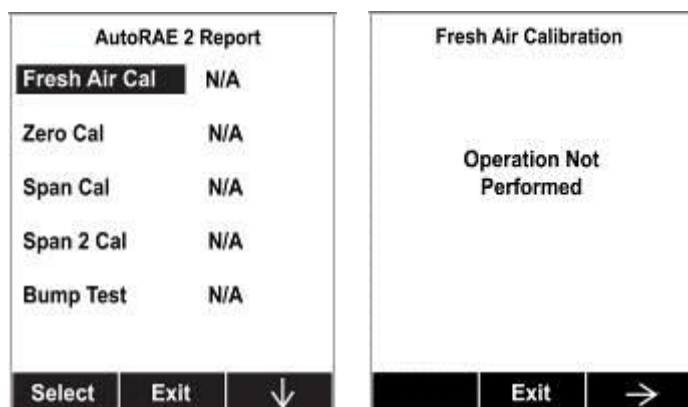 AutoRAE 2 Report
Fresh Air Cal N/A
Zero Cal N/A
Span Cal N/A
Span 2 Cal N/A
Bump Test N/A
Select Exit ↓
Fresh Air Calibration
Operation Not
Performed
Exit →